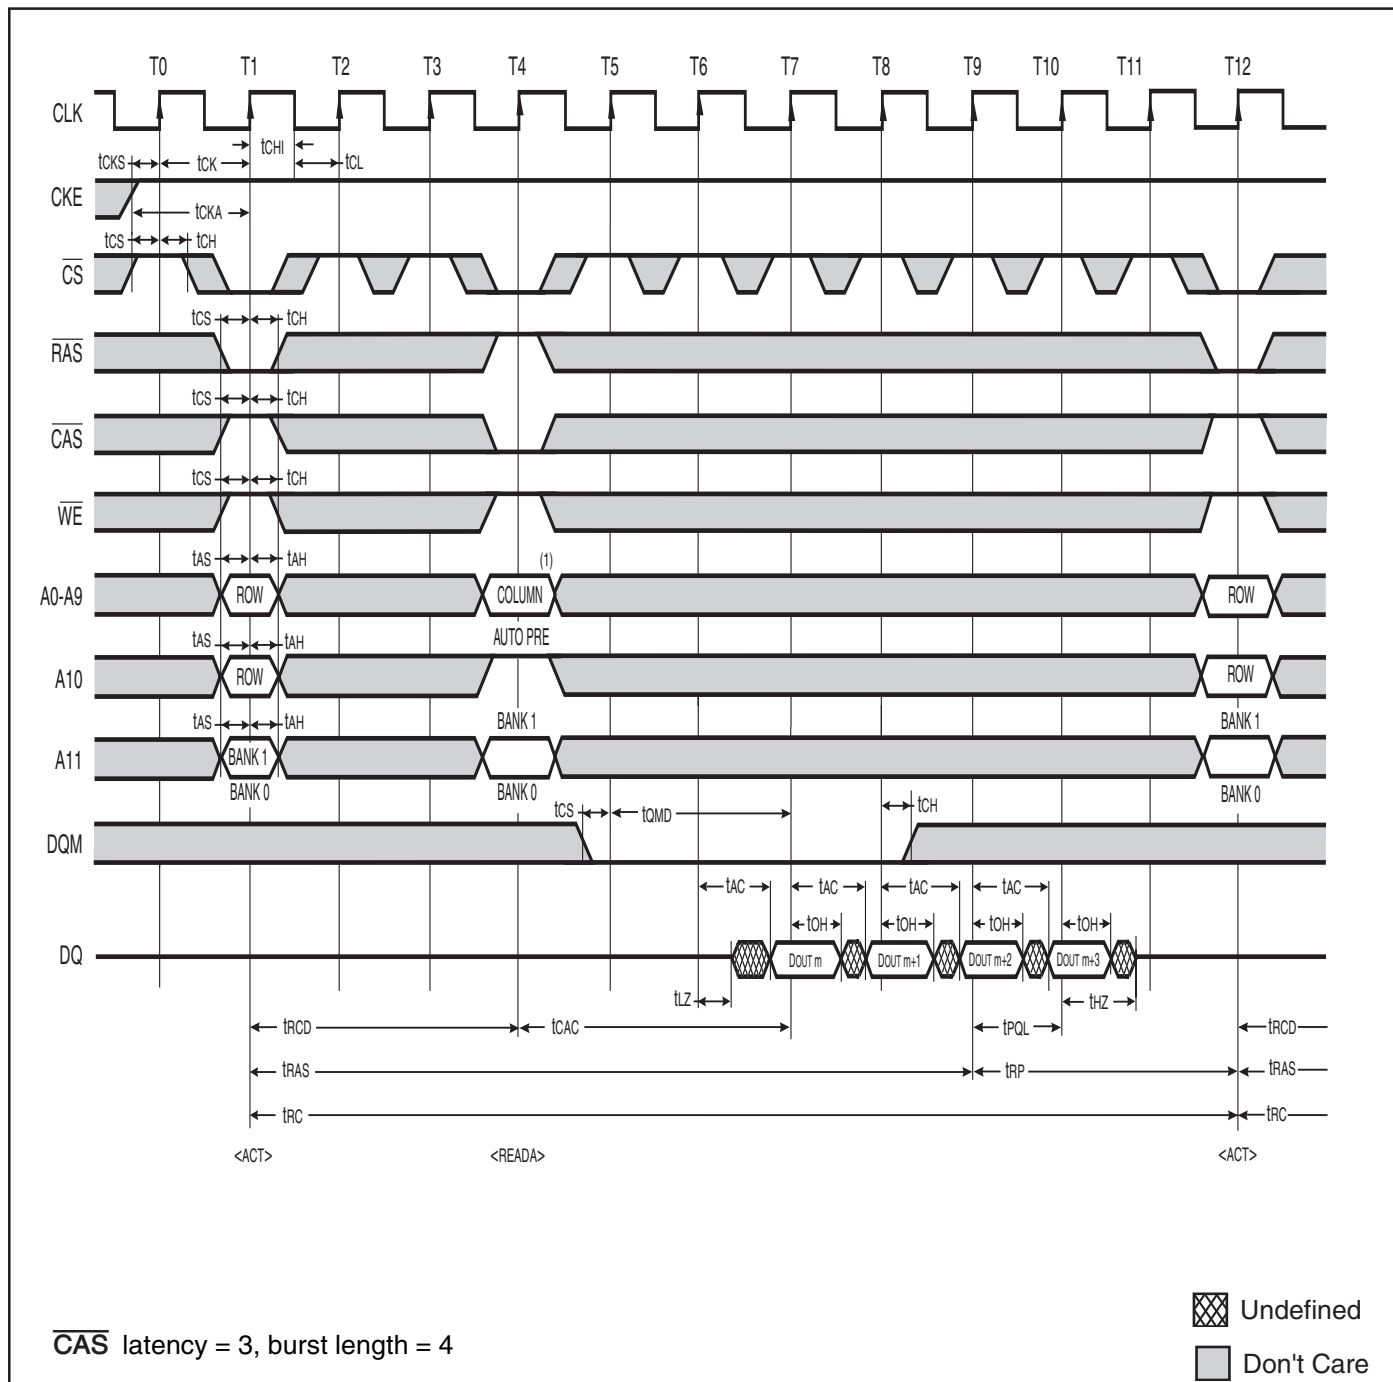 T0 T1 T2 T3 T4 T5 T6 T7 T8 T9 T10 T11 T12
CLK
tCHI
tCKS tCK tCL
CKE
tCKA
tCS tCH
CS
tCS tCH
RAS
tCS tCH
CAS
tCS tCH
WE
tAS tAH (1)
A0-A9 ROW COLUMN ROW
AUTO PRE
tAS tAH
A10 ROW ROW
BANK 1 BANK 1
tAS tAH
A11 BANK 1
BANK 0 BANK 0 BANK 0
tCS tQMD tCH
DQM
tAC tAC tAC tAC
tOH tOH tOH tOH
DQ DOUT m DOUT m+1 DOUT m+2 DOUT m+3
tLZ tHZ
tRCD tCAC tPQL tRCD
tRAS tRP tRAS
tRC tRC
<ACT> <READA> <ACT>
Undefined
CAS latency = 3, burst length = 4
Don't Care